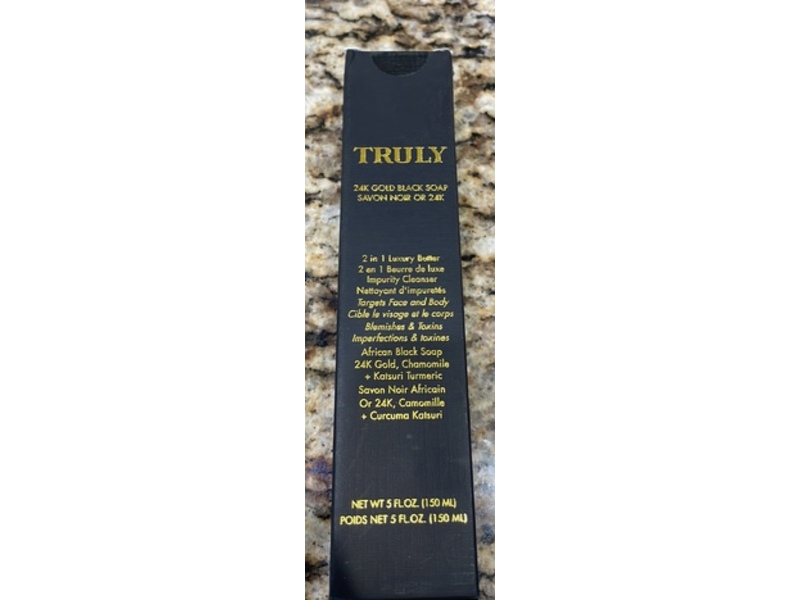 TRULY
24K GOLD BLACK SOAP
SAVON NOIR OR 24K
2 in 1 Luxury Butter
2 en 1 Beurre de luxe
Impurity Cleanser
Nettoyant d'impuretés
Targets Face and Body
Cible le visage et le corps
Blemishes & Toxins
Imperfections & toxines
African Black Soap
24K Gold, Chamomile
+ Katsuri Turmeric
Savon Noir Africain
Or 24K, Camomille
+ Curcuma Katsuri
NET WT 5 FL.OZ. (150 ML)
POIDS NET 5 FL.OZ. (150 ML)